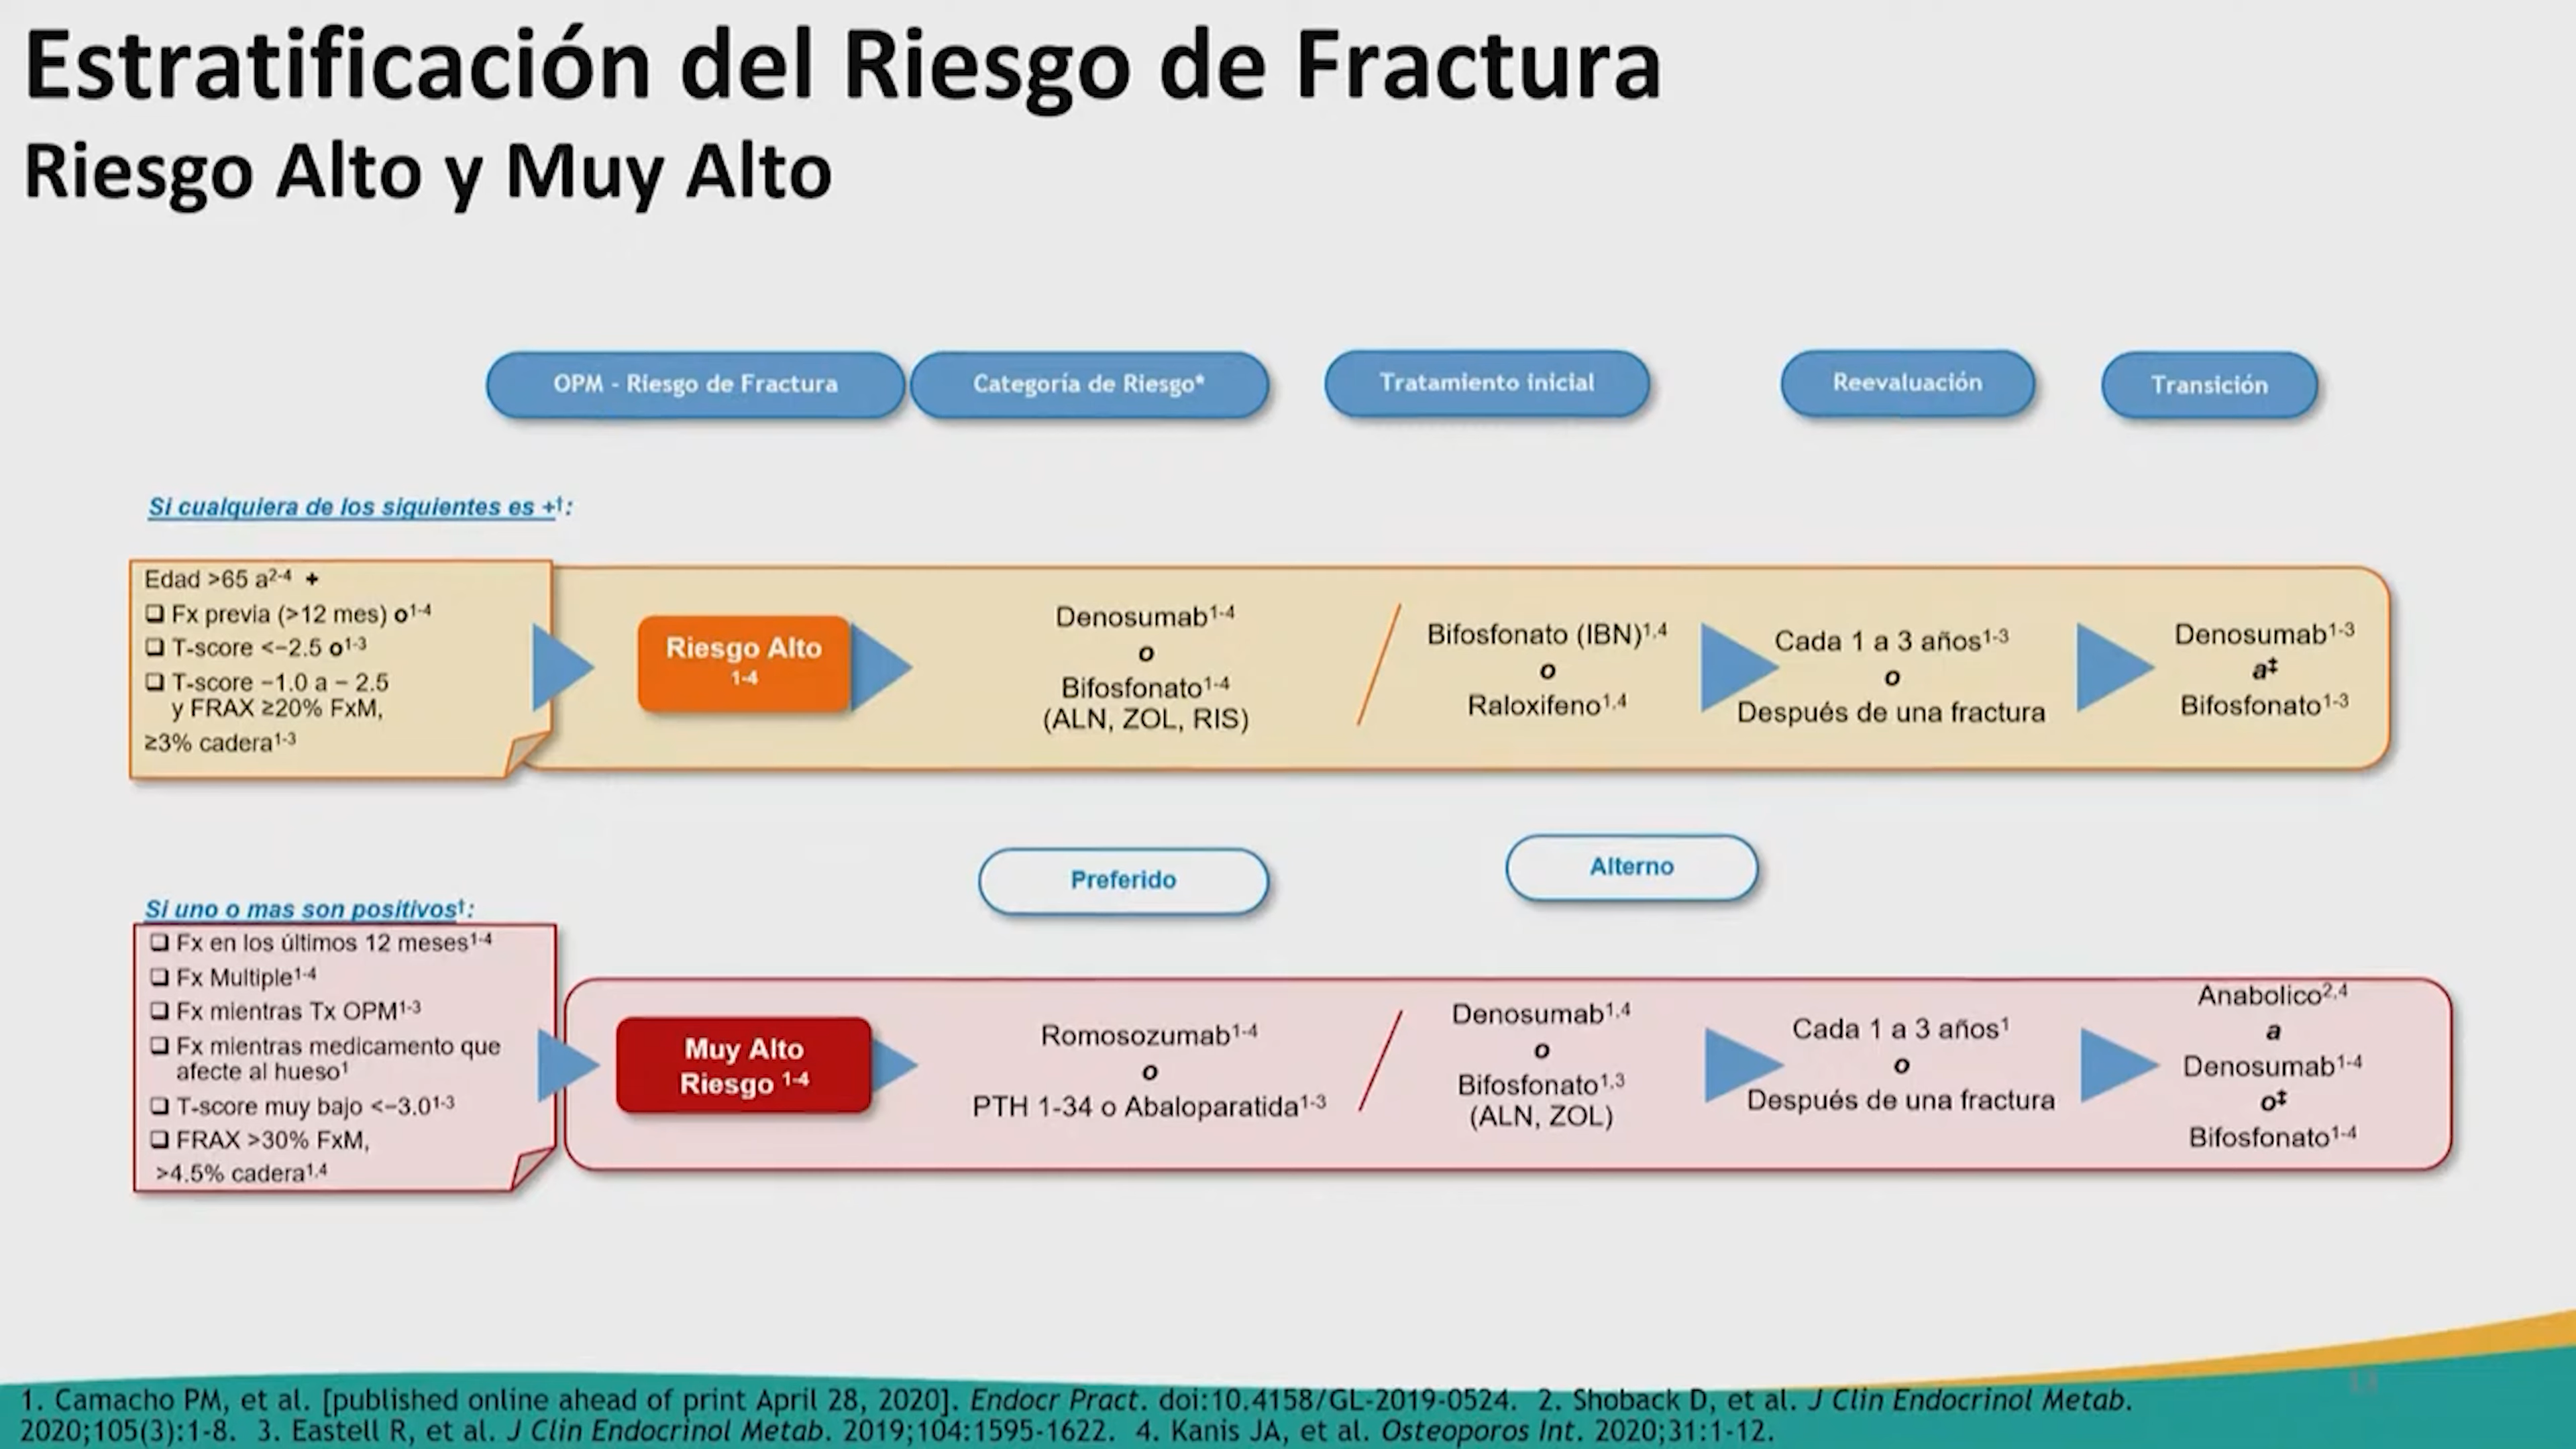 Estratificación del Riesgo de Fractura
Riesgo Alto y Muy Alto
OPM - Riesgo de Fractura
Categoría de Riesgo*
Tratamiento inicial
Reevaluación
Transición
Si cualquiera de los siguientes es +†:
Edad >65 a2-4 +
❑ Fx previa (>12 mes) o1-4
❑ T-score <−2.5 o1-3
❑ T-score −1.0 a − 2.5
y FRAX ≥20% FxM,
≥3% cadera1-3
Riesgo Alto
1-4
Denosumab1-4
o
Bifosfonato1-4
(ALN, ZOL, RIS)
Bifosfonato (IBN)1,4
o
Raloxifeno1,4
Cada 1 a 3 años1-3
o
Después de una fractura
Denosumab1-3
a‡
Bifosfonato1-3
Preferido
Alterno
Si uno o mas son positivos†:
❑ Fx en los últimos 12 meses1-4
❑ Fx Multiple1-4
❑ Fx mientras Tx OPM1-3
❑ Fx mientras medicamento que
afecte al hueso1
❑ T-score muy bajo <−3.01-3
❑ FRAX >30% FxM,
>4.5% cadera1,4
Muy Alto
Riesgo 1-4
Romosozumab1-4
o
PTH 1-34 o Abaloparatida1-3
Denosumab1,4
o
Bifosfonato1,3
(ALN, ZOL)
Cada 1 a 3 años1
o
Después de una fractura
Anabolico2,4
a
Denosumab1-4
o‡
Bifosfonato1-4
1. Camacho PM, et al. [published online ahead of print April 28, 2020]. Endocr Pract. doi:10.4158/GL-2019-0524. 2. Shoback D, et al. J Clin Endocrinol Metab.
2020;105(3):1-8. 3. Eastell R, et al. J Clin Endocrinol Metab. 2019;104:1595-1622. 4. Kanis JA, et al. Osteoporos Int. 2020;31:1-12.